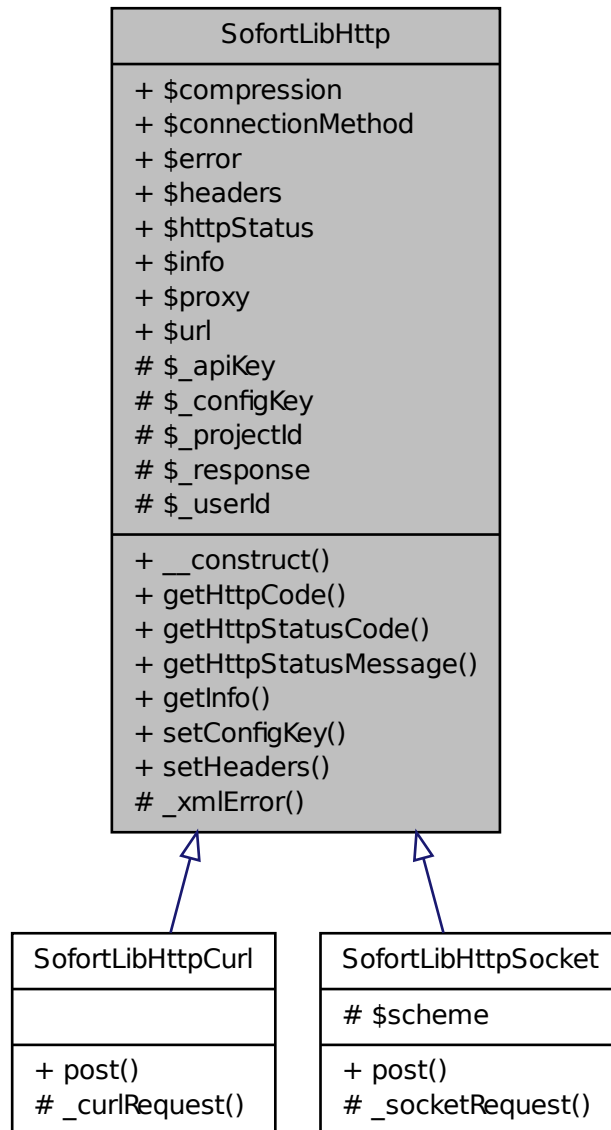 SofortLibHttp
+ $compression
+ $connectionMethod
+ $error
+ $headers
+ $httpStatus
+ $info
+ $proxy
+ $url
# $_apiKey
# $_configKey
# $_projectId
# $_response
# $_userId
+ __construct()
+ getHttpCode()
+ getHttpStatusCode()
+ getHttpStatusMessage()
+ getInfo()
+ setConfigKey()
+ setHeaders()
# _xmlError()
SofortLibHttpCurl
+ post()
# _curlRequest()
SofortLibHttpSocket
# $scheme
+ post()
# _socketRequest()